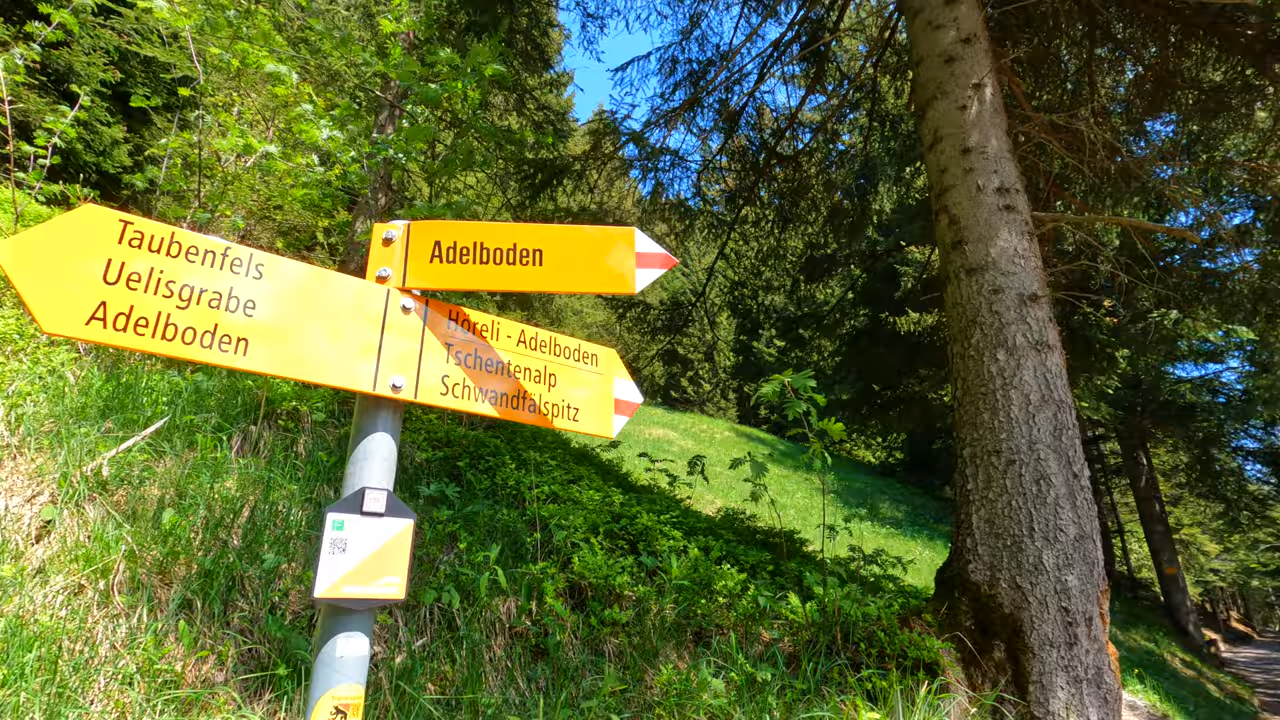 Taubenfels
Uelisgrabe
Adelboden
Adelboden
Höreli - Adelboden
Tschentenalp
Schwandfälspitz